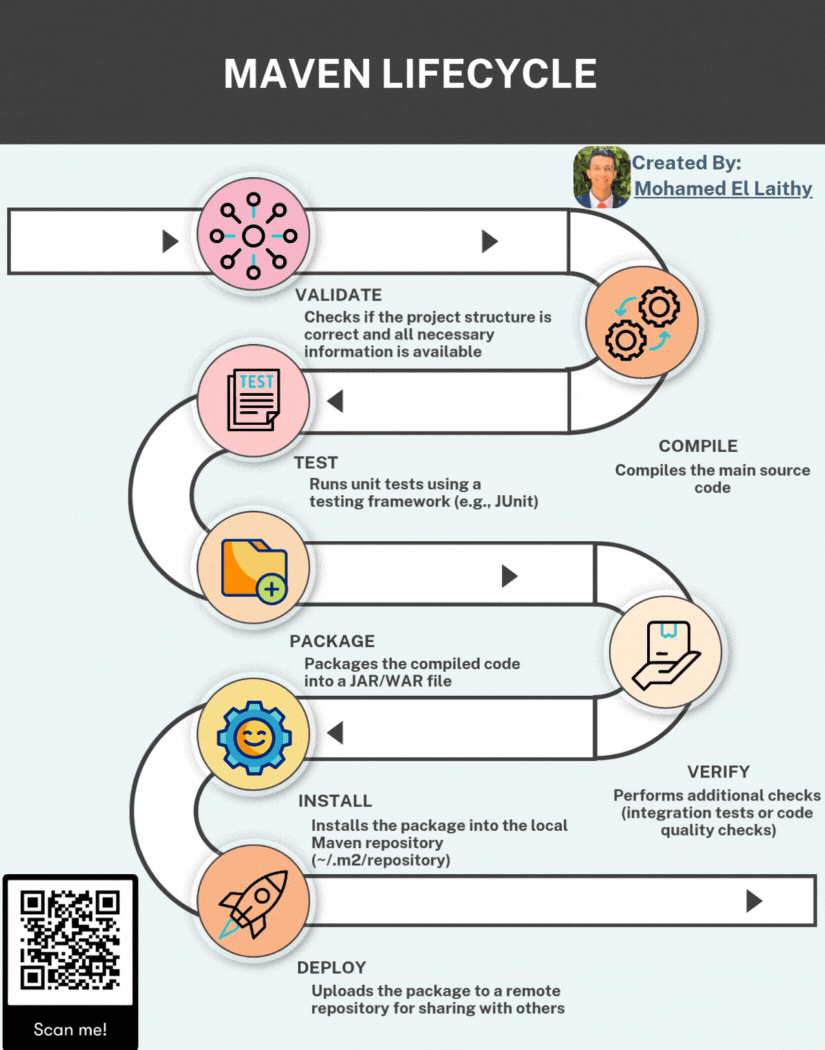 MAVEN LIFECYCLE
Created By:
Mohamed El Laithy
VALIDATE
Checks if the project structure is
correct and all necessary
information is available
COMPILE
Compiles the main source
code
TEST
TEST
Runs unit tests using a
testing framework (e.g., JUnit)
PACKAGE
Packages the compiled code
into a JAR/WAR file
VERIFY
Performs additional checks
(integration tests or code
quality checks)
INSTALL
Installs the package into the local
Maven repository
(~/.m2/repository)
DEPLOY
Uploads the package to a remote
repository for sharing with others
Scan me!